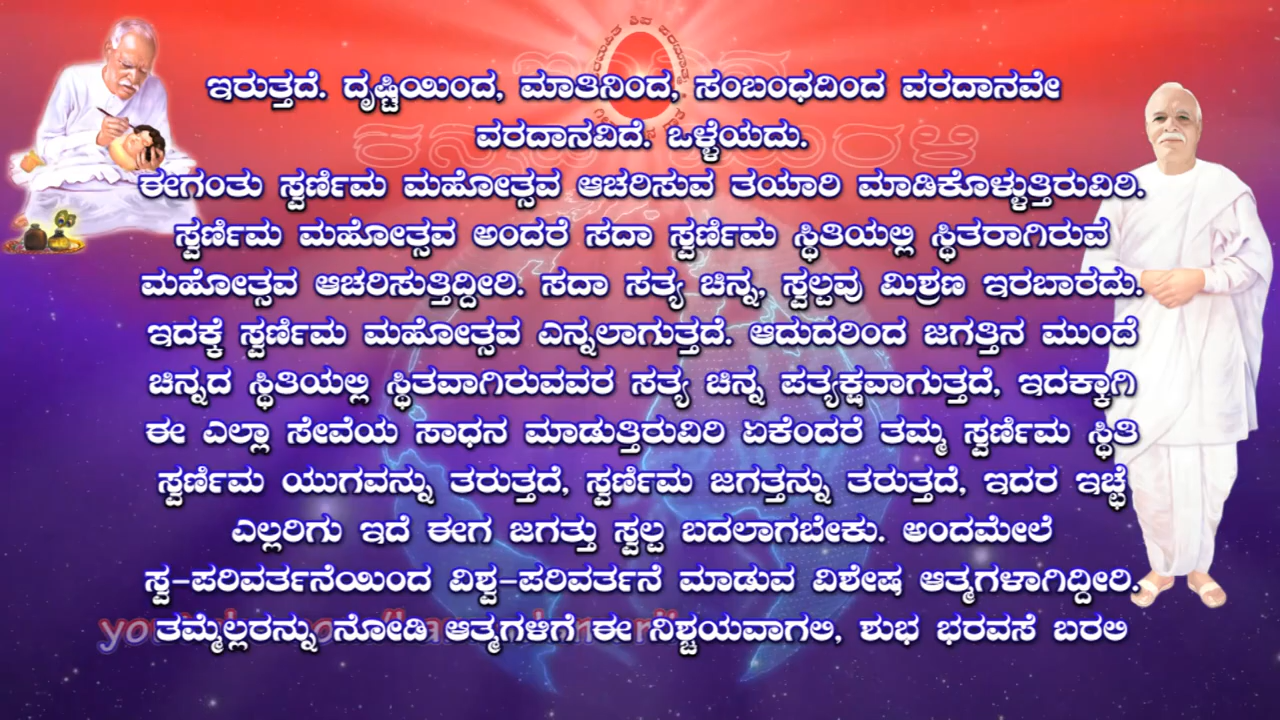 ಇರುತ್ತದೆ. ದೃಷ್ಟಿಯಿಂದ, ಮಾತಿನಿಂದ, ಸಂಬಂಧದಿಂದ ವರದಾನವೇ
ವರದಾನವಿದೆ. ಒಳ್ಳೆಯದು.
ಈಗಂತು ಸ್ವರ್ಣಿಮ ಮಹೋತ್ಸವ ಆಚರಿಸುವ ತಯಾರಿ ಮಾಡಿಕೊಳ್ಳುತ್ತಿರುವಿರಿ.
ಸ್ವರ್ಣಿಮ ಮಹೋತ್ಸವ ಅಂದರೆ ಸದಾ ಸ್ವರ್ಣಿಮ ಸ್ಥಿತಿಯಲ್ಲಿ ಸ್ಥಿತರಾಗಿರುವ
ಮಹೋತ್ಸವ ಆಚರಿಸುತ್ತಿದ್ದೀರಿ. ಸದಾ ಸತ್ಯ ಚಿನ್ನ, ಸ್ವಲ್ಪವು ಮಿಶ್ರಣ ಇರಬಾರದು.
ಇದಕ್ಕೆ ಸ್ವರ್ಣಿಮ ಮಹೋತ್ಸವ ಎನ್ನಲಾಗುತ್ತದೆ. ಆದುದರಿಂದ ಜಗತ್ತಿನ ಮುಂದೆ
ಚಿನ್ನದ ಸ್ಥಿತಿಯಲ್ಲಿ ಸ್ಥಿತವಾಗಿರುವವರ ಸತ್ಯ ಚಿನ್ನ ಪತ್ಯಕ್ಷವಾಗುತ್ತದೆ, ಇದಕ್ಕಾಗಿ
ಈ ಎಲ್ಲಾ ಸೇವೆಯ ಸಾಧನ ಮಾಡುತ್ತಿರುವಿರಿ ಏಕೆಂದರೆ ತಮ್ಮ ಸ್ವರ್ಣಿಮ ಸ್ಥಿತಿ
ಸ್ವರ್ಣಿಮ ಯುಗವನ್ನು ತರುತ್ತದೆ, ಸ್ವರ್ಣಿಮ ಜಗತ್ತನ್ನು ತರುತ್ತದೆ, ಇದರ ಇಚ್ಛೆ
ಎಲ್ಲರಿಗು ಇದೆ ಈಗ ಜಗತ್ತು ಸ್ವಲ್ಪ ಬದಲಾಗಬೇಕು. ಅಂದಮೇಲೆ
ಸ್ವ-ಪರಿವರ್ತನೆಯಿಂದ ವಿಶ್ವ-ಪರಿವರ್ತನೆ ಮಾಡುವ ವಿಶೇಷ ಆತ್ಮಗಳಾಗಿದ್ದೀರಿ.
ತಮ್ಮೆಲ್ಲರನ್ನು ನೋಡಿ ಆತ್ಮಗಳಿಗೆ ಈ ನಿಶ್ಚಯವಾಗಲಿ, ಶುಭ ಭರವಸೆ ಬರಲಿ